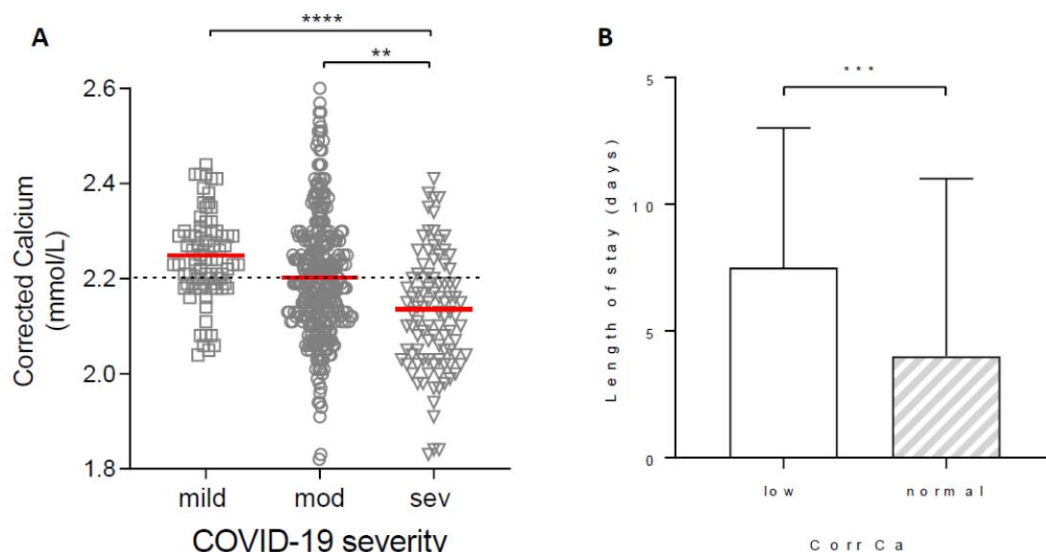 A
****
**
2.6
2.4
2.2
2.0
1.8
Corrected Calcium
(mmol/L)
mild mod sev
COVID-19 severity
B
***
5
10
5
0
Length of stay (days)
low normal
Corr Ca